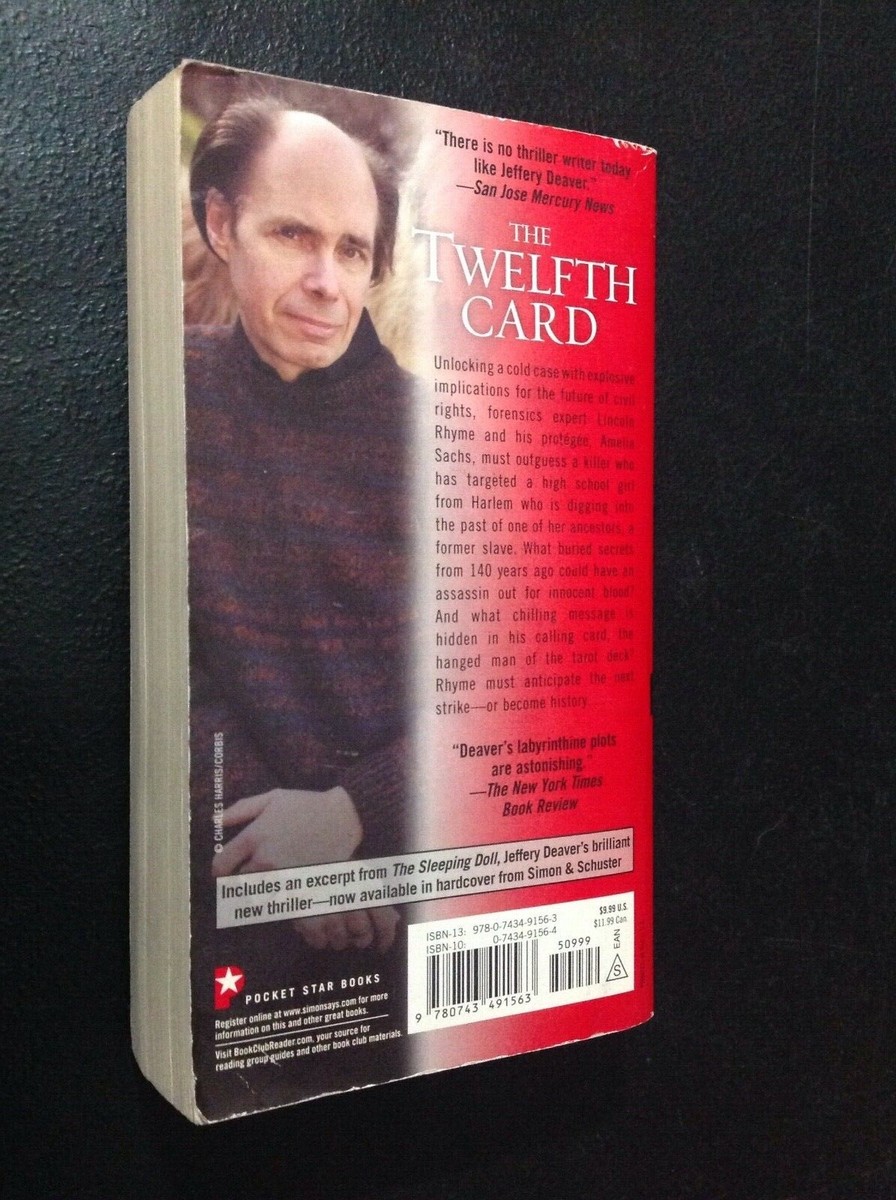 “There is no thriller writer today
like Jeffery Deaver.”
—San Jose Mercury News
THE
TWELFTH
CARD
Unlocking a cold case with explosive
implications for the future of civil
rights, forensics expert Lincoln
Rhyme and his protégée, Amelia
Sachs, must outguess a killer who
has targeted a high school girl
from Harlem who is digging into
the past of one of her ancestors, a
former slave. What buried secrets
from 140 years ago could have an
assassin out for innocent blood?
And what chilling message is
hidden in his calling card, the
hanged man of the tarot deck?
Rhyme must anticipate the next
strike—or become history.
“Deaver’s labyrinthine plots
are astonishing.”
—The New York Times
Book Review
© CHARLES HARRIS/CORBIS
Includes an excerpt from The Sleeping Doll, Jeffery Deaver’s brilliant
new thriller—now available in hardcover from Simon & Schuster
ISBN-13: 978-0-7434-9156-3
ISBN-10: 0-7434-9156-4
$9.99 U.S.
$11.99 Can.
50999
EAN
S
9 780743 491563
P
POCKET STAR BOOKS
Register online at www.simonsays.com for more
information on this and other great books.
Visit BookClubReader.com, your source for
reading group guides and other book club materials.